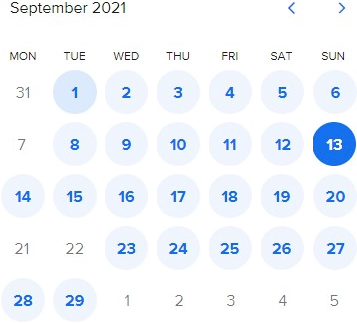 September 2021
MON TUE WED THU FRI SAT SUN
31 1 2 3 4 5 6
7 8 9 10 11 12 13
14 15 16 17 18 19 20
21 22 23 24 25 26 27
28 29 1 2 3 4 5